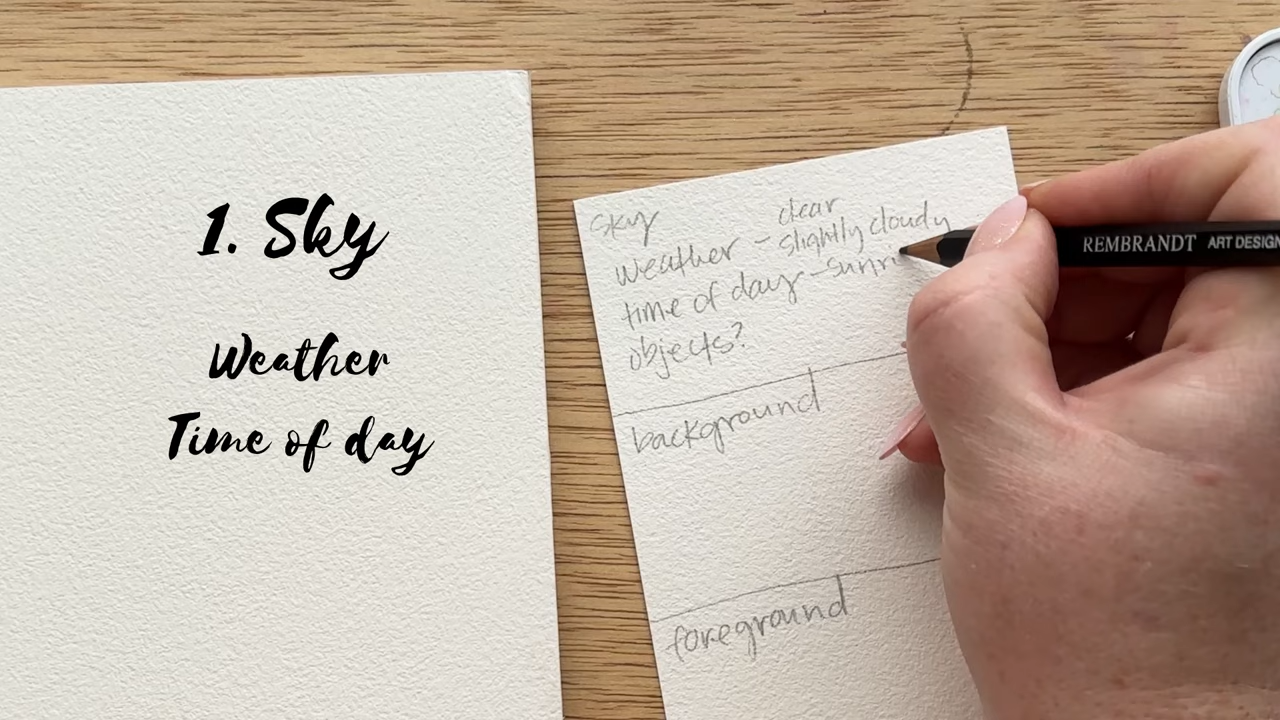 1. Sky
Weather
Time of day
Sky
weather - clear
slightly cloudy
time of day - sunri
objects?
background
foreground
REMBRANDT ART DESIGN